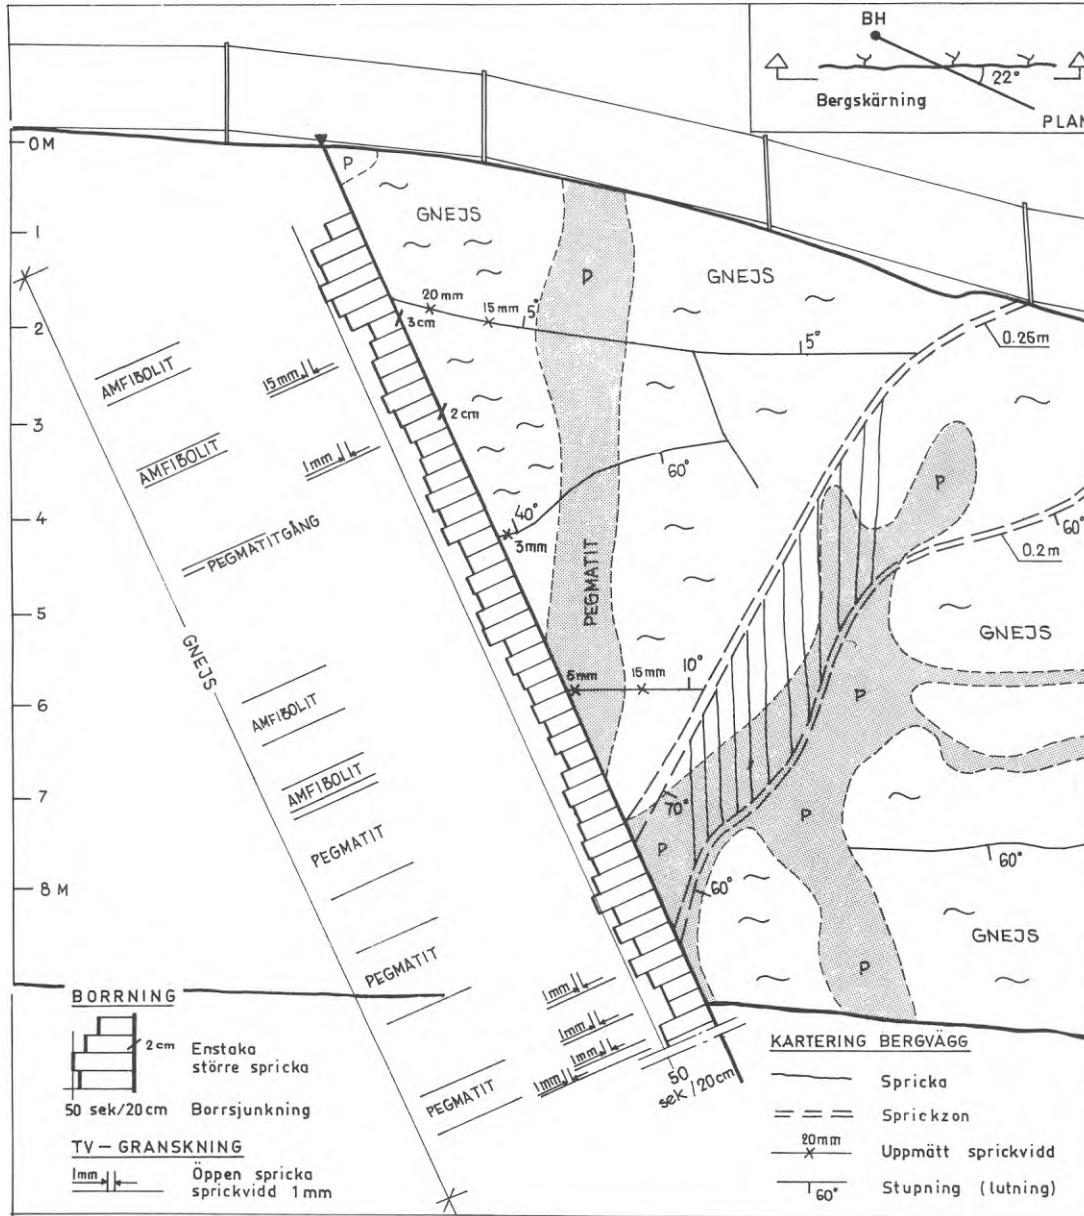 BH
22°
Bergskärning
PLAN
0M
P
1
GNEJS
GNEJS
P
20 mm
15 mm
5°
3 cm
2
5°
0.25m
AMFIBOLIT
15mm
2 cm
3
AMFIBOLIT
1mm
60°
P
4
40°
3mm
60°
PEGMATITGÅNG
0.2 m
PEGMATIT
5
GNEJS
GNEJS
5mm
15mm
10°
P
6
AMFIBOLIT
7
AMFIBOLIT
70°
P
PEGMATIT
P
60°
60°
8 M
GNEJS
PEGMATIT
P
1mm
1mm
1mm
1mm
PEGMATIT
50
sek/20cm
BORRNING
2 cm
Enstaka
större spricka
50 sek/20cm
Borrsjunkning
TV-GRANSKNING
1mm
Öppen spricka
sprickvidd 1mm
KARTERING BERGVÄGG
Spricka
Sprickzon
20mm
Uppmätt sprickvidd
60°
Stupning (lutning)